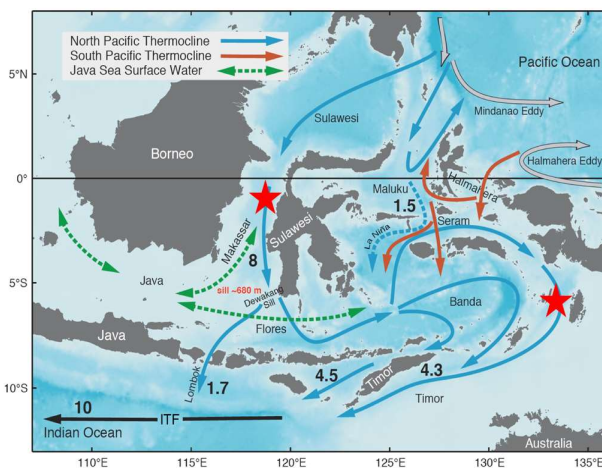 North Pacific Thermocline
South Pacific Thermocline
Java Sea Surface Water
Pacific Ocean
5°N
Mindanao Eddy
Sulawesi
Borneo
Halmahera Eddy
0°
Maluku
Halmahera
1.5
Makassar
Sulawesi
Seram
La Niña
8
Java
sill ~680 m
5°S
Dewakang
Sill
Banda
Flores
Java
Timor
4.5
4.3
Lombok
1.7
Timor
10°S
10
ITF
Indian Ocean
Australia
110°E
115°E
120°E
125°E
130°E
135°E